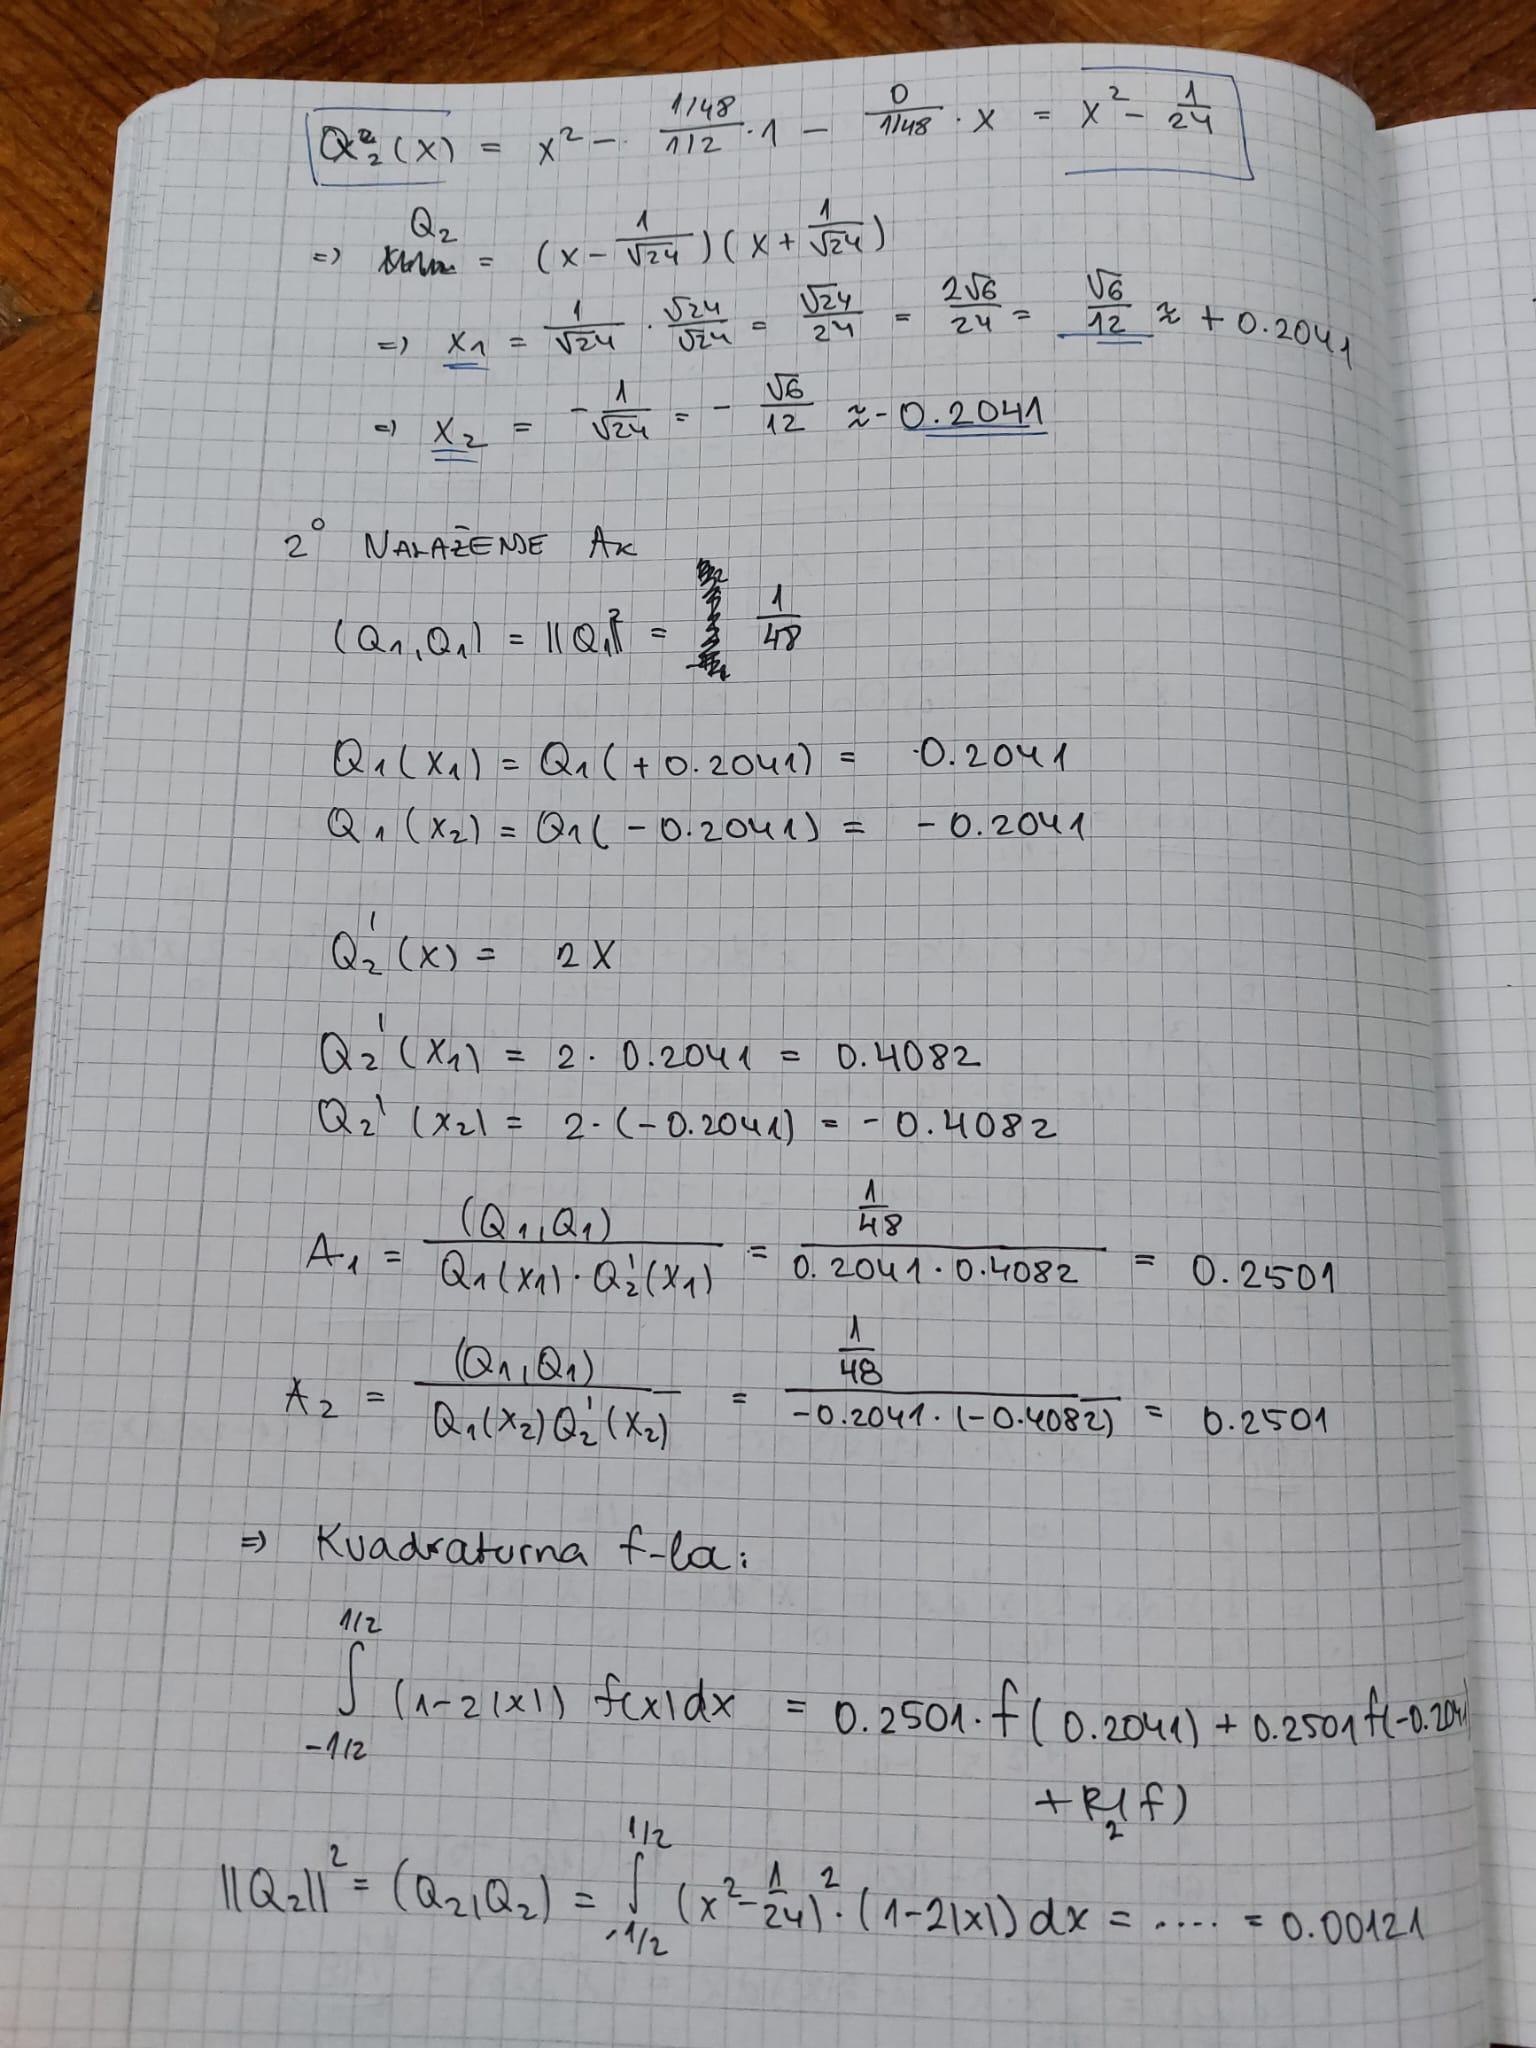 Q²₂(x) = x² - (1/48)/(1/2) · 1 - 0/(1/48) · x = x² - 1/24
=> Q₂ = (x - 1/√24)(x + 1/√24)
=> x₁ = 1/√24 · √24/√24 = √24/24 = 2√6/24 = √6/12 ≈ + 0.2041
=> x₂ = - 1/√24 = - √6/12 ≈ - 0.2041
2° NALAŽENJE Aₖ
(Q₁, Q₁) = ||Q₁||² = 1/48
Q₁(x₁) = Q₁(+0.2041) = 0.2041
Q₁(x₂) = Q₁(-0.2041) = -0.2041
Q₂'(x) = 2x
Q₂'(x₁) = 2 · 0.2041 = 0.4082
Q₂'(x₂) = 2 · (-0.2041) = -0.4082
A₁ = (Q₁, Q₁)/(Q₁(x₁) · Q₂'(x₁)) = (1/48)/(0.2041 · 0.4082) = 0.2501
A₂ = (Q₁, Q₁)/(Q₁(x₂) Q₂'(x₂)) = (1/48)/(-0.2041 · (-0.4082)) = 0.2501
=> Kvadraturna f-la:
∫_{-1/2}^{1/2} (1-2|x|) f(x) dx = 0.2501 · f(0.2041) + 0.2501 f(-0.2041)
+ R₂(f)
||Q₂||² = (Q₂, Q₂) = ∫_{-1/2}^{1/2} (x² - 1/24)² · (1-2|x|) dx = .... = 0.00121